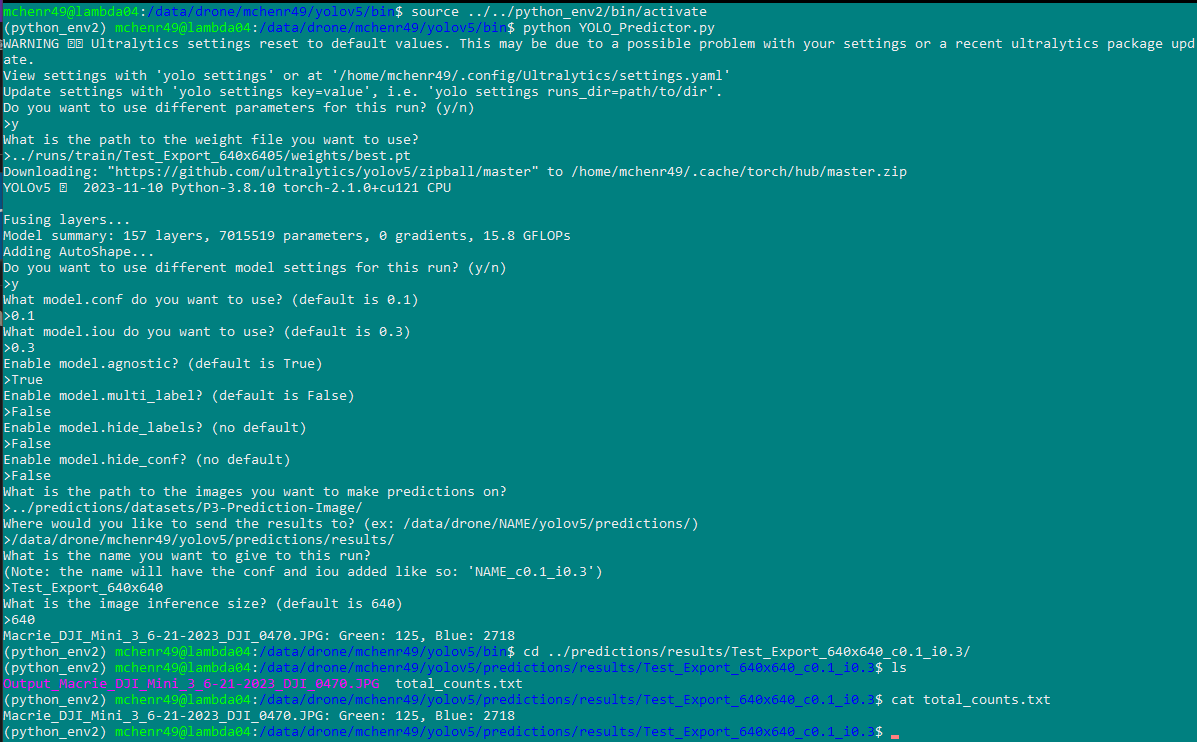 mchenr49@lambda04:/data/drone/mchenr49/yolov5/bin$ source ../../python_env2/bin/activate
(python_env2) mchenr49@lambda04:/data/drone/mchenr49/yolov5/bin$ python YOLO_Predictor.py
WARNING Ultralytics settings reset to default values. This may be due to a possible problem with your settings or a recent ultralytics package upd
ate.
View settings with 'yolo settings' or at '/home/mchenr49/.config/Ultralytics/settings.yaml'
Update settings with 'yolo settings key=value', i.e. 'yolo settings runs_dir=path/to/dir'.
Do you want to use different parameters for this run? (y/n)
>y
What is the path to the weight file you want to use?
>../runs/train/Test_Export_640x6405/weights/best.pt
Downloading: "https://github.com/ultralytics/yolov5/zipball/master" to /home/mchenr49/.cache/torch/hub/master.zip
YOLOv5 2023-11-10 Python-3.8.10 torch-2.1.0+cu121 CPU
Fusing layers...
Model summary: 157 layers, 7015519 parameters, 0 gradients, 15.8 GFLOPs
Adding AutoShape...
Do you want to use different model settings for this run? (y/n)
>y
What model.conf do you want to use? (default is 0.1)
>0.1
What model.iou do you want to use? (default is 0.3)
>0.3
Enable model.agnostic? (default is True)
>True
Enable model.multi_label? (default is False)
>False
Enable model.hide_labels? (no default)
>False
Enable model.hide_conf? (no default)
>False
What is the path to the images you want to make predictions on?
>../predictions/datasets/P3-Prediction-Image/
Where would you like to send the results to? (ex: /data/drone/NAME/yolov5/predictions/)
>/data/drone/mchenr49/yolov5/predictions/results/
What is the name you want to give to this run?
(Note: the name will have the conf and iou added like so: 'NAME_c0.1_i0.3')
>Test_Export_640x640
What is the image inference size? (default is 640)
>640
Macrie_DJI_Mini_3_6-21-2023_DJI_0470.JPG: Green: 125, Blue: 2718
(python_env2) mchenr49@lambda04:/data/drone/mchenr49/yolov5/bin$ cd ../predictions/results/Test_Export_640x640_c0.1_i0.3/
(python_env2) mchenr49@lambda04:/data/drone/mchenr49/yolov5/predictions/results/Test_Export_640x640_c0.1_i0.3$ ls
Output_Macrie_DJI_Mini_3_6-21-2023_DJI_0470.JPG  total_counts.txt
(python_env2) mchenr49@lambda04:/data/drone/mchenr49/yolov5/predictions/results/Test_Export_640x640_c0.1_i0.3$ cat total_counts.txt
Macrie_DJI_Mini_3_6-21-2023_DJI_0470.JPG: Green: 125, Blue: 2718
(python_env2) mchenr49@lambda04:/data/drone/mchenr49/yolov5/predictions/results/Test_Export_640x640_c0.1_i0.3$